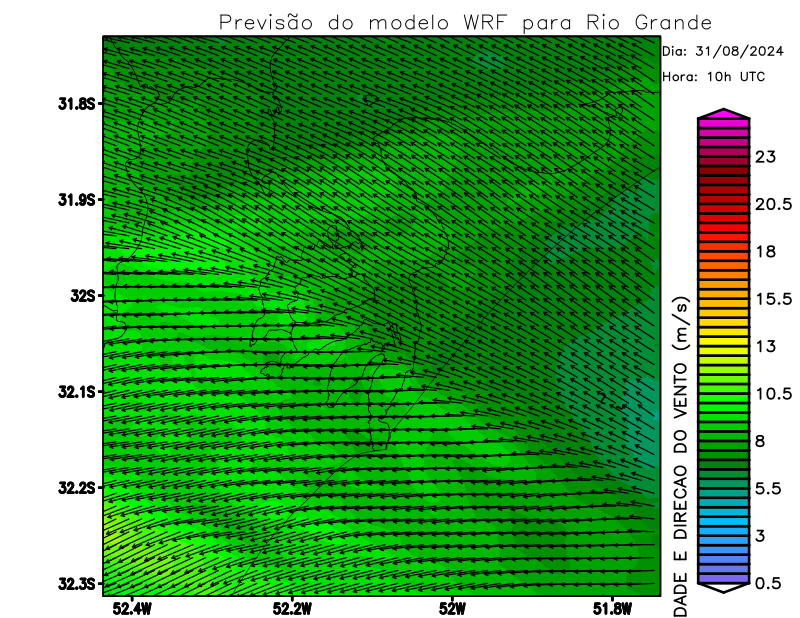 Previsão do modelo WRF para Rio Grande
Dia: 31/08/2024
Hora: 10h UTC
31.8S
31.9S
32S
32.1S
32.2S
32.3S
52.4W
52.2W
52W
51.8W
23
20.5
18
15.5
13
10.5
8
5.5
3
0.5
DADE E DIRECAO DO VENTO (m/s)